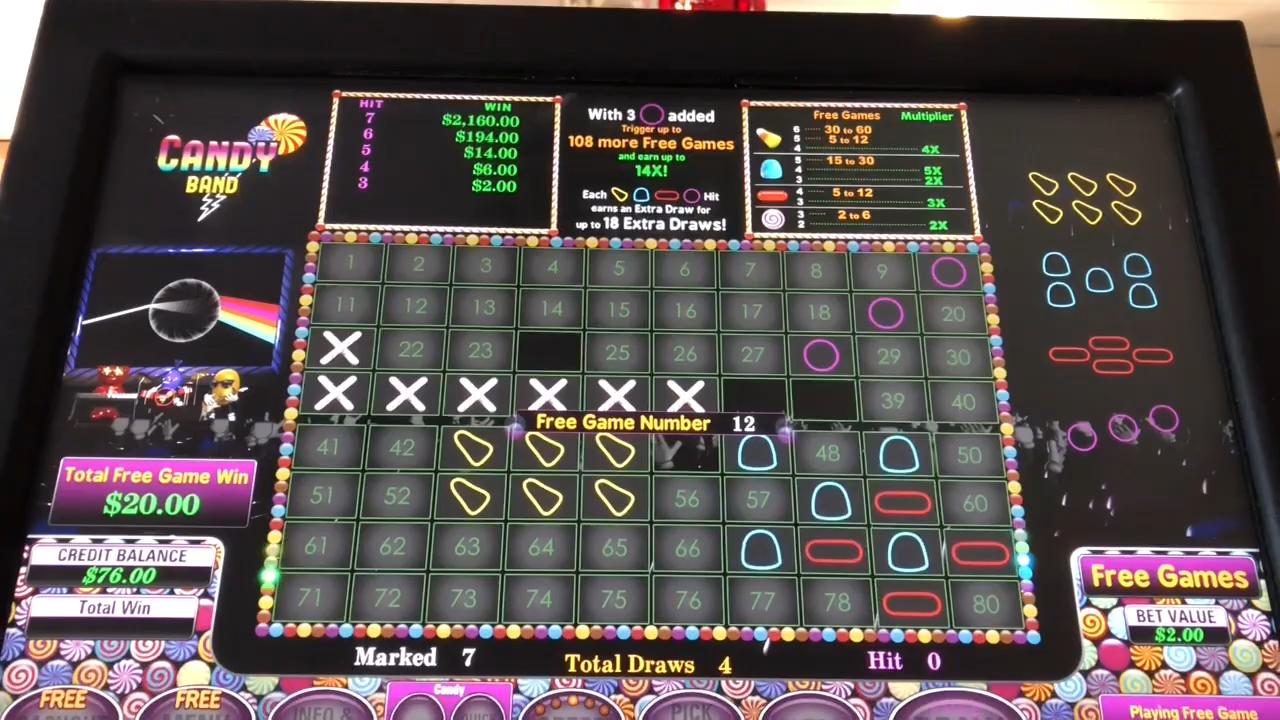 CANDY
BAND
HIT WIN
7 $2,160.00
6 $194.00
5 $14.00
4 $6.00
3 $2.00
With 3 added
Trigger up to
108 more Free Games
and earn up to
14X!
Each Hit
earns an Extra Draw for
up to 18 Extra Draws!
Free Games Multiplier
6 30 to 60
5 5 to 12
4 4X
5 15 to 30
4 5X
3 2X
4 5 to 12
3 3X
3 2 to 6
2 2X
1 2 3 4 5 6 7 8 9
11 12 13 14 15 16 17 18 20
X 22 23 25 26 27 29 30
X X X X X X 39 40
Free Game Number 12
41 42 48 50
51 52 56 57 60
61 62 63 64 65 66
71 72 73 74 75 76 77 78 80
Total Free Game Win
$20.00
CREDIT BALANCE
$76.00
Total Win
Free Games
BET VALUE
$2.00
Marked 7 Total Draws 4 Hit 0
FREE
FREE
INFO &
Candy
PICK
Playing Free Game